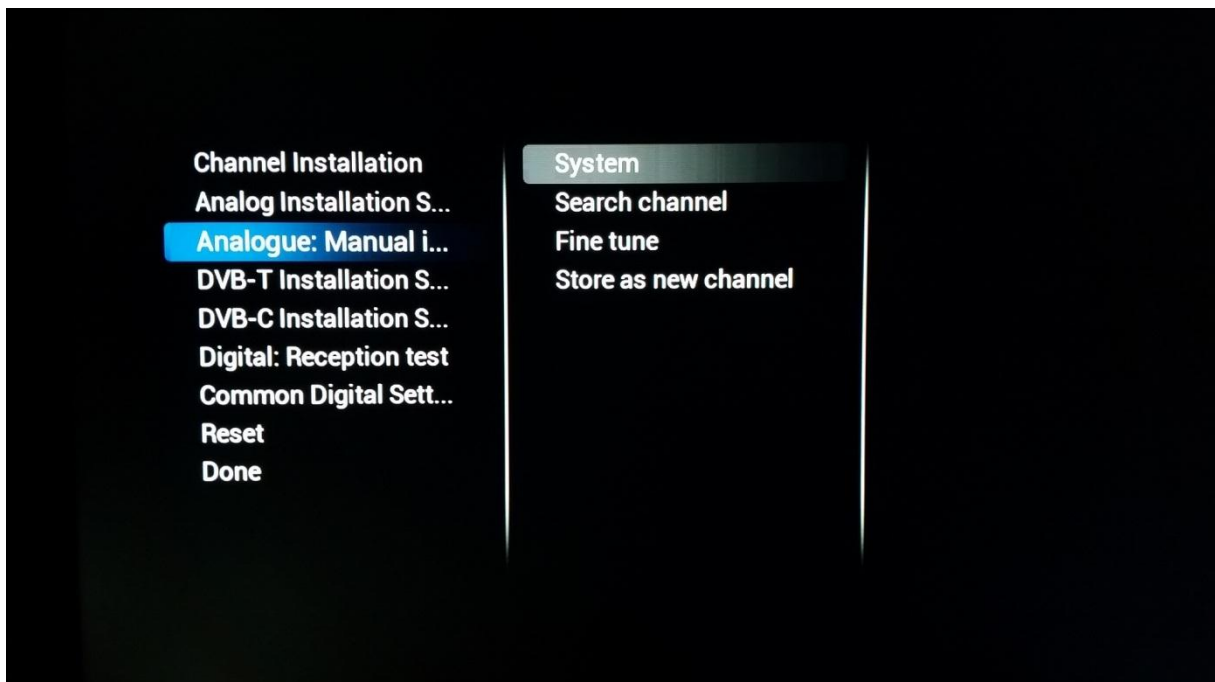 Channel Installation
Analog Installation S...
Analogue: Manual i...
DVB-T Installation S...
DVB-C Installation S...
Digital: Reception test
Common Digital Sett...
Reset
Done
System
Search channel
Fine tune
Store as new channel